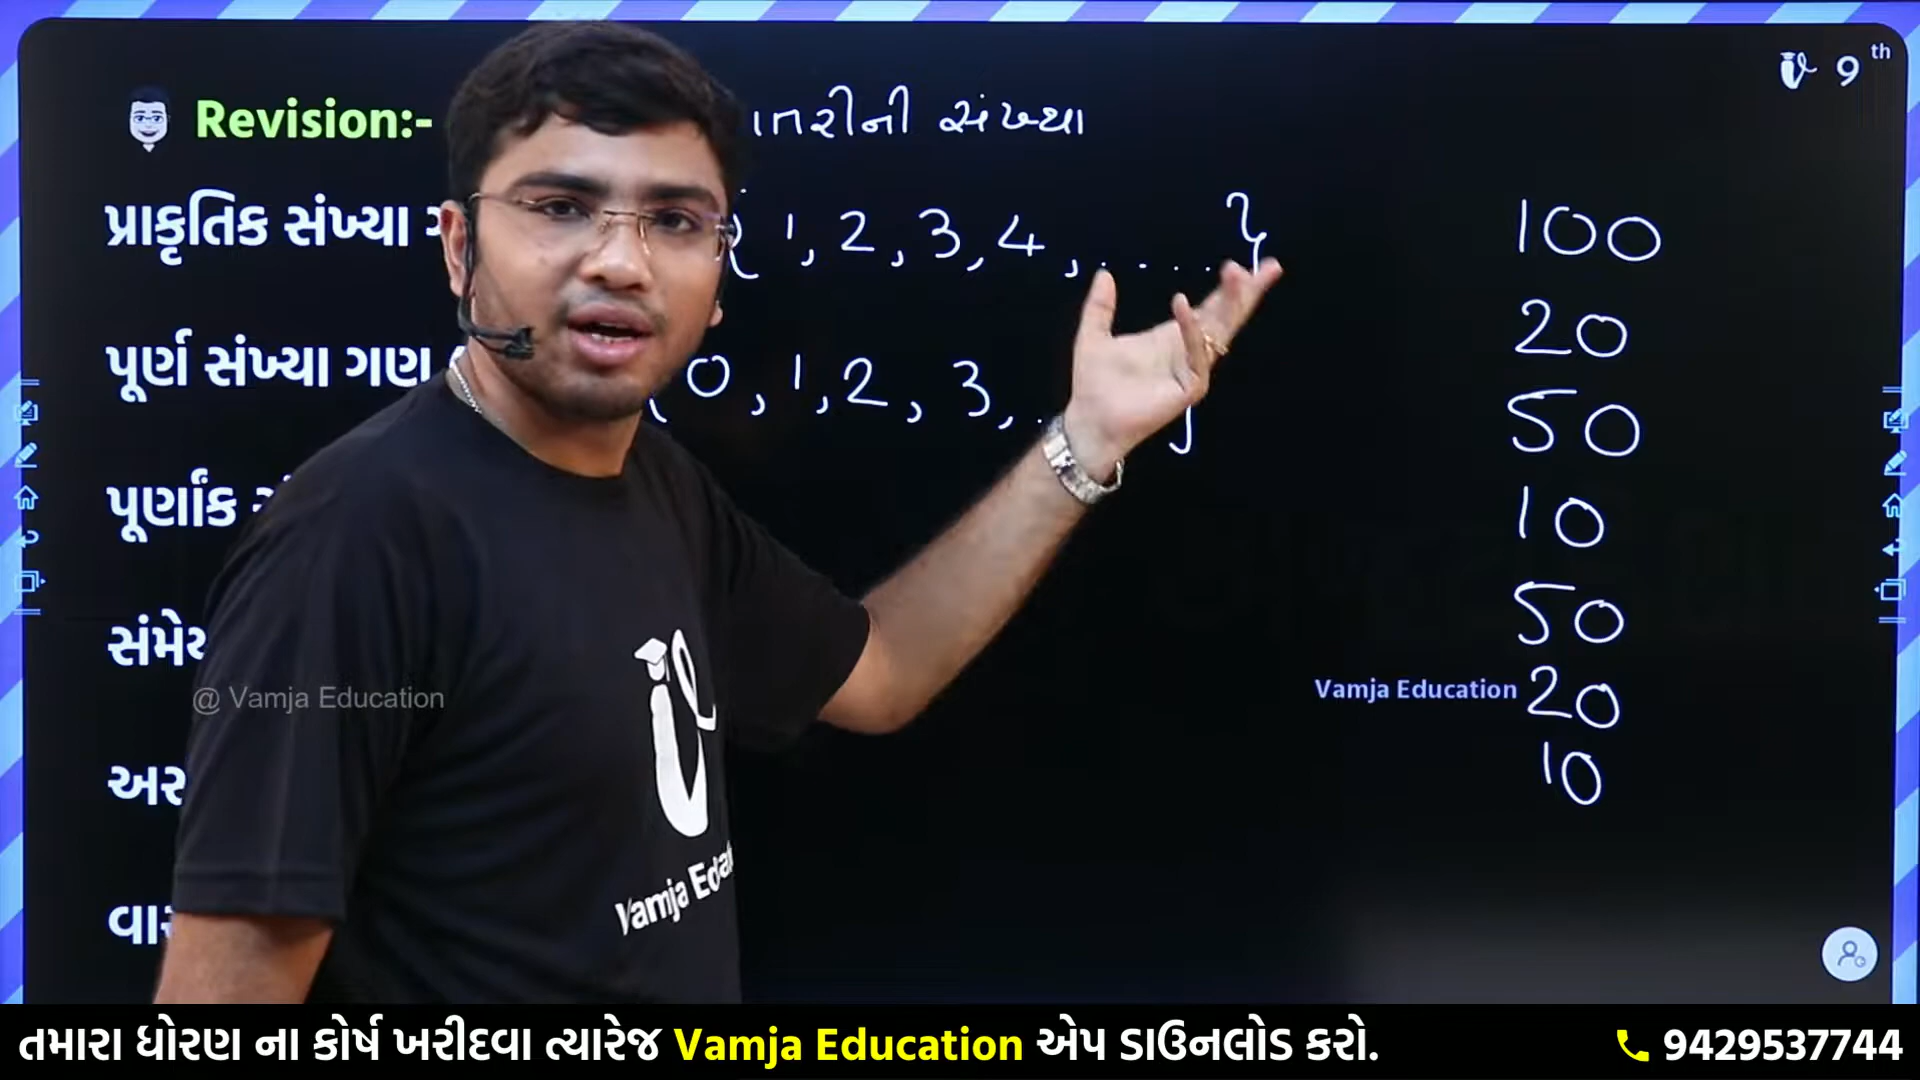 9th
Revision:-
સંખ્યા
પ્રાકૃતિક સંખ્યા
1, 2, 3, 4, . . . . }
100
20
પૂર્ણ સંખ્યા ગણ
0, 1, 2, 3, .
50
પૂર્ણાંક
10
50
@ Vamja Education
Vamja Education
20
10
Vamja
તમારા ધોરણ ના કોર્ષ ખરીદવા ત્યારેજ Vamja Education એપ ડાઉનલોડ કરો.
9429537744